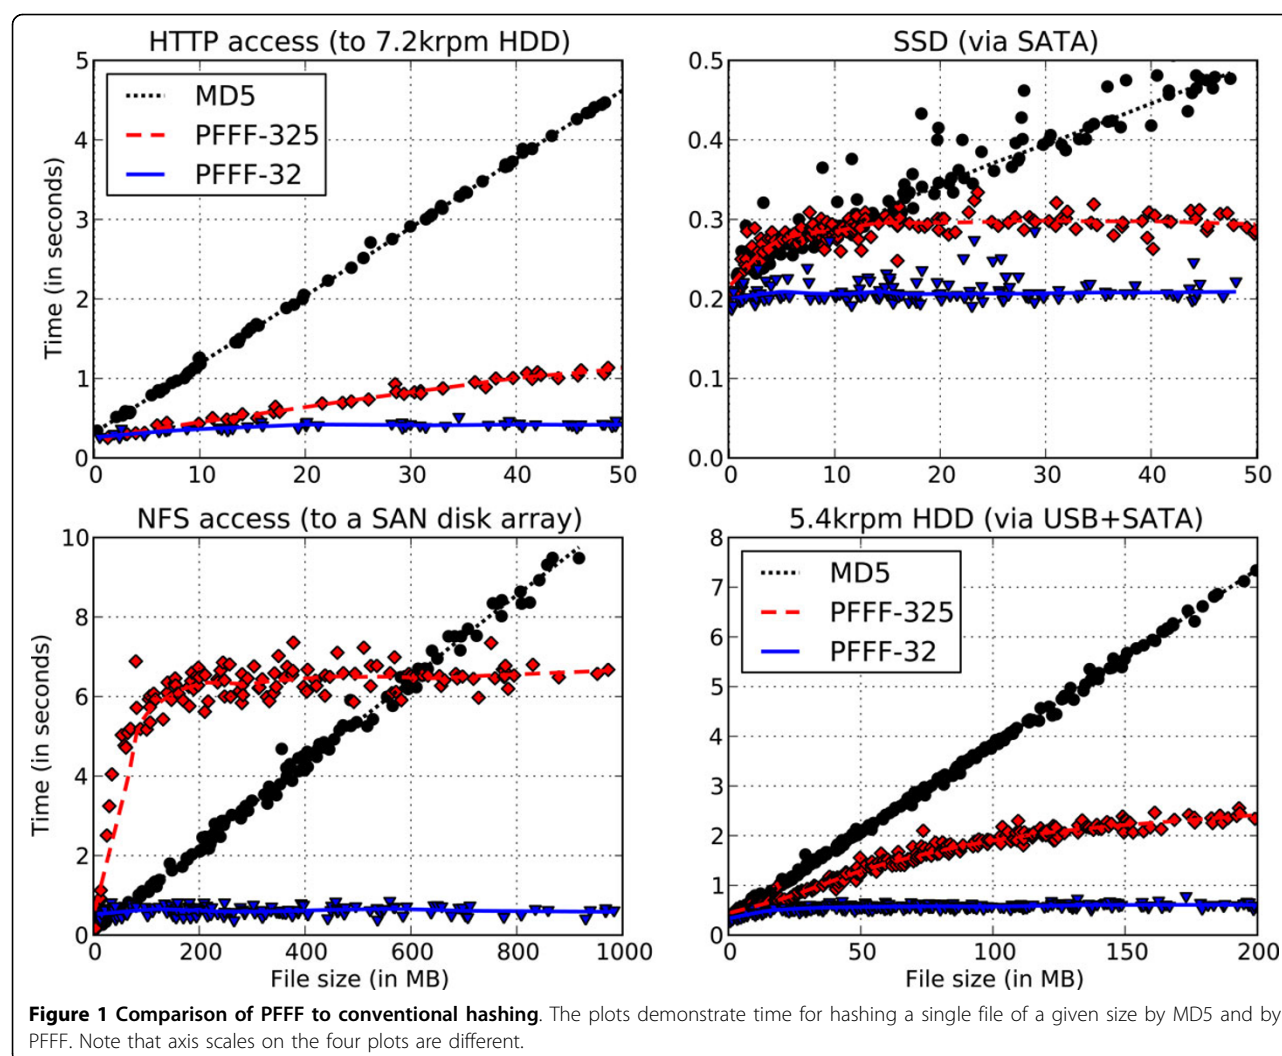 HTTP access (to 7.2krpm HDD)
5
4
3
2
1
0
Time (in seconds)
MD5
PFFF-325
PFFF-32
0 10 20 30 40 50
SSD (via SATA)
0.5
0.4
0.3
0.2
0.1
0.0
0 10 20 30 40 50
NFS access (to a SAN disk array)
10
8
6
4
2
0
Time (in seconds)
0 200 400 600 800 1000
File size (in MB)
5.4krpm HDD (via USB+SATA)
8
7
6
5
4
3
2
1
0
MD5
PFFF-325
PFFF-32
0 50 100 150 200
File size (in MB)
Figure 1 Comparison of PFFF to conventional hashing. The plots demonstrate time for hashing a single file of a given size by MD5 and by
PFFF. Note that axis scales on the four plots are different.